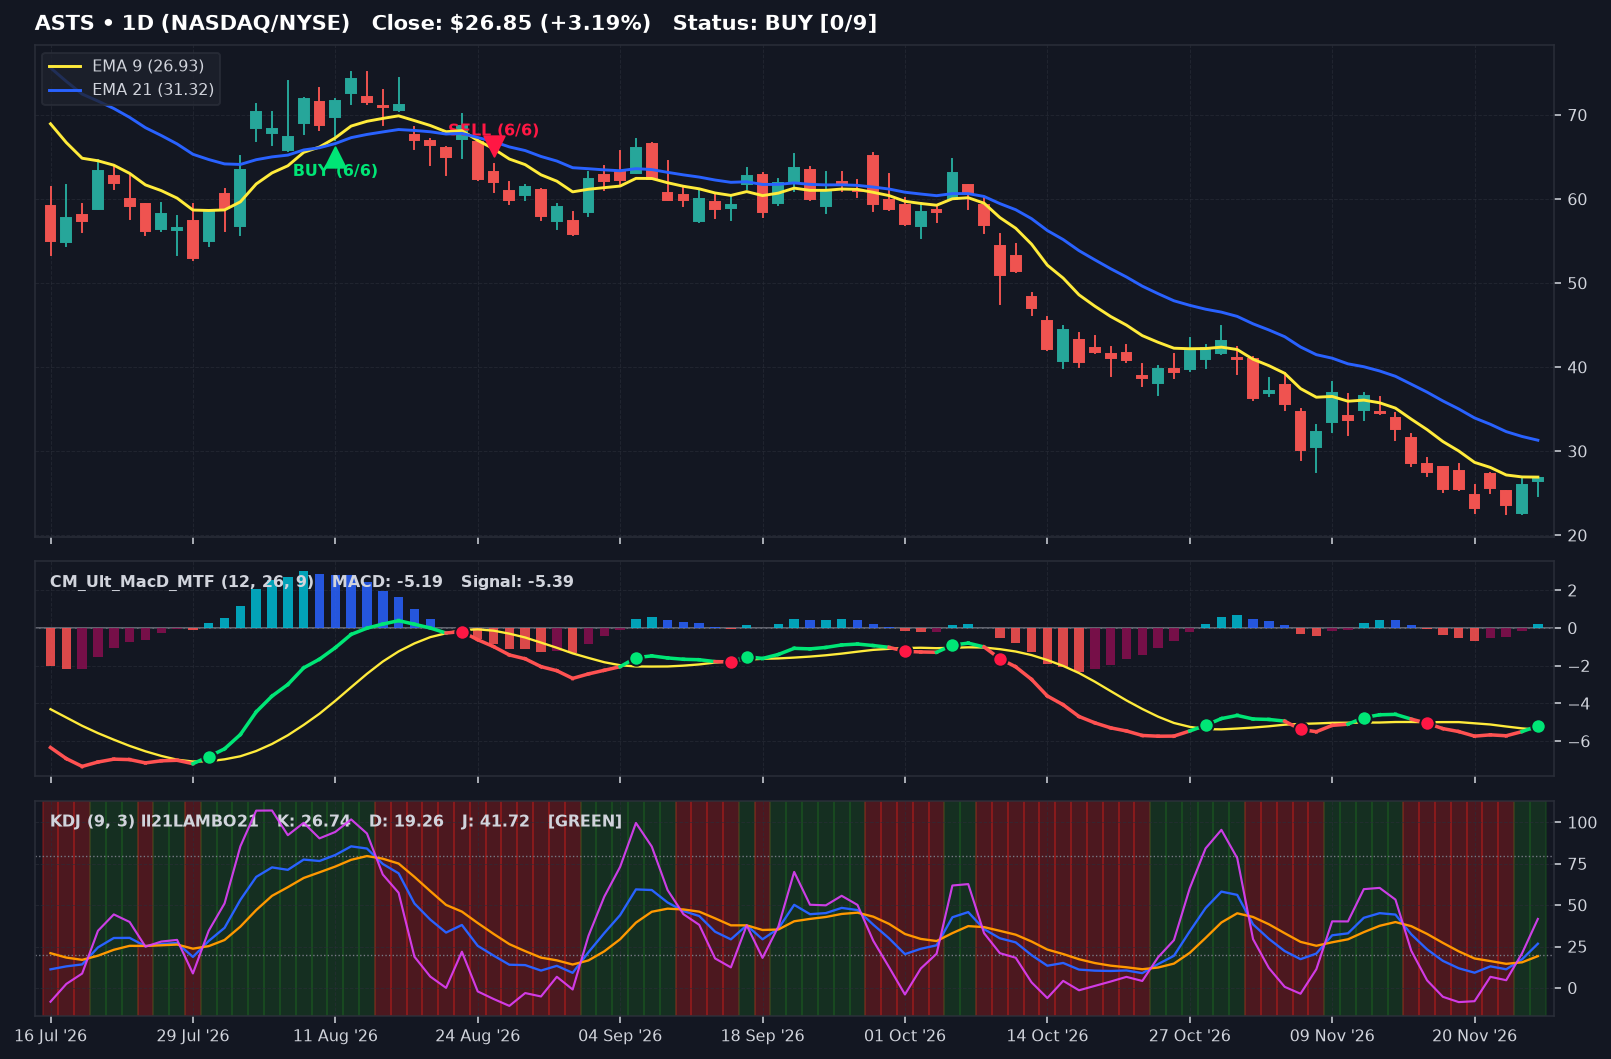 ASTS • 1D (NASDAQ/NYSE)   Close: $26.85 (+3.19%)   Status: BUY [0/9]
EMA 9 (26.93)
EMA 21 (31.32)
SELL (6/6)
BUY (6/6)
70
60
50
40
30
20
CM_Ult_MacD_MTF (12, 26, 9)   MACD: -5.19   Signal: -5.39
2
0
−2
−4
−6
KDJ (9, 3) II21LAMBO21   K: 26.74   D: 19.26   J: 41.72   [GREEN]
100
75
50
25
0
16 Jul '26
29 Jul '26
11 Aug '26
24 Aug '26
04 Sep '26
18 Sep '26
01 Oct '26
14 Oct '26
27 Oct '26
09 Nov '26
20 Nov '26